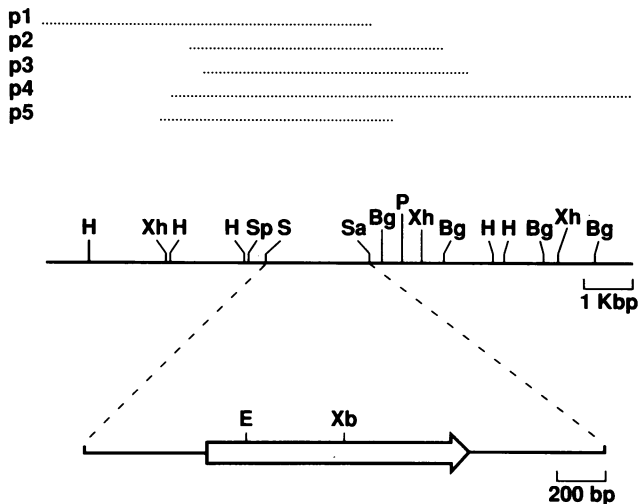 p1
p2
p3
p4
p5
H Xh H H Sp S Sa Bg P Xh Bg H H Bg Xh Bg
1 Kbp
E Xb
200 bp